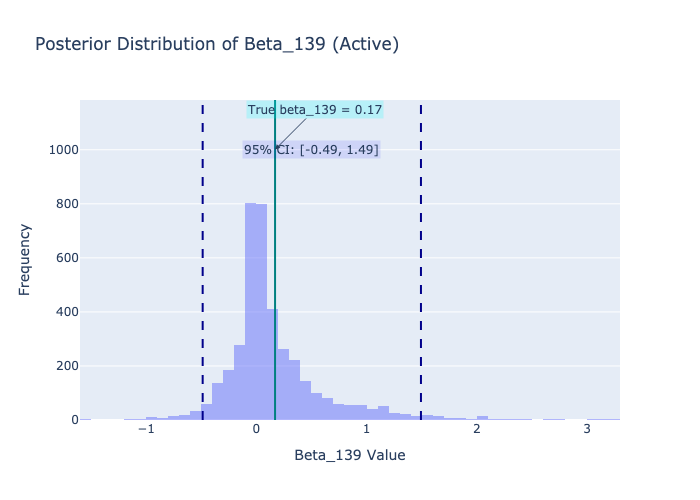 Posterior Distribution of Beta_139 (Active)
True beta_139 = 0.17
95% CI: [-0.49, 1.49]
1000
800
600
400
200
0
Frequency
−1
0
1
2
3
Beta_139 Value